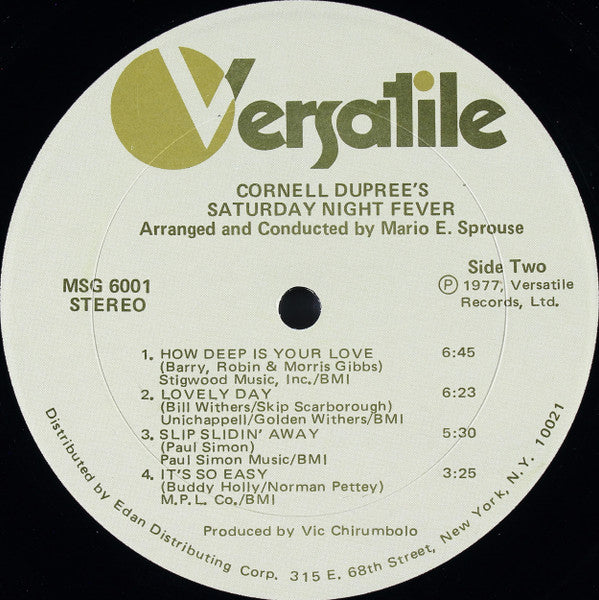 Versatile
CORNELL DUPREE'S
SATURDAY NIGHT FEVER
Arranged and Conducted by Mario E. Sprouse
MSG 6001
STEREO
Side Two
Ⓟ 1977, Versatile
Records, Ltd.
1. HOW DEEP IS YOUR LOVE 6:45
(Barry, Robin & Morris Gibbs)
Stigwood Music, Inc./BMI
2. LOVELY DAY 6:23
(Bill Withers/Skip Scarborough)
Unichappell/Golden Withers/BMI
3. SLIP SLIDIN' AWAY 5:30
(Paul Simon)
Paul Simon Music/BMI
4. IT'S SO EASY 3:25
(Buddy Holly/Norman Pettey)
M.P.L. Co./BMI
Produced by Vic Chirumbolo
Distributed by Edan Distributing Corp. 315 E. 68th Street, New York, N.Y. 10021